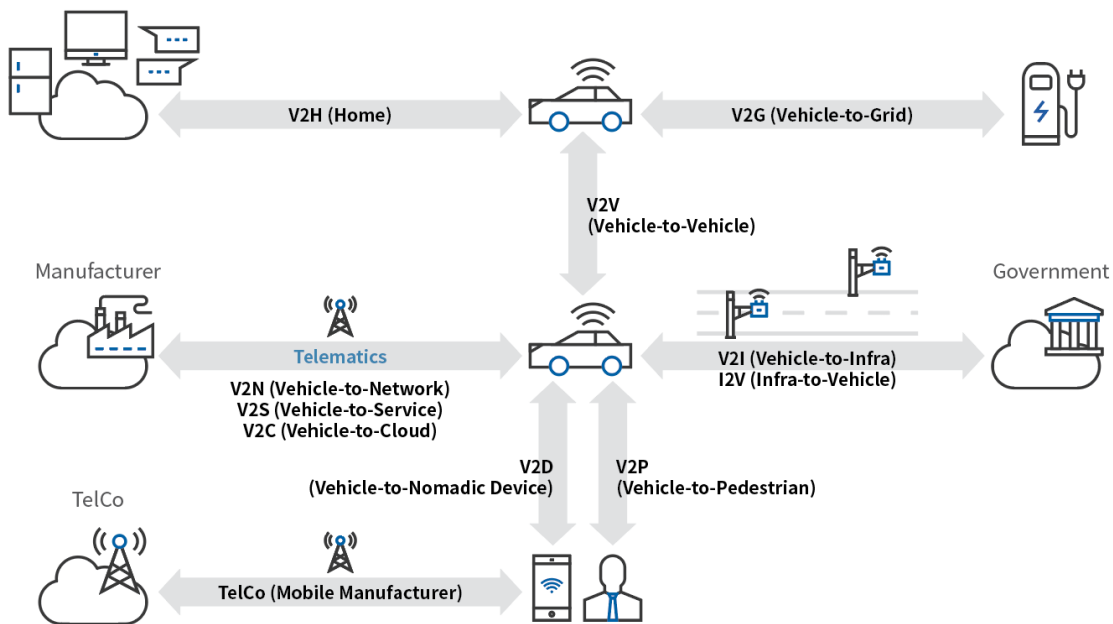 V2H (Home)
V2G (Vehicle-to-Grid)
V2V
(Vehicle-to-Vehicle)
Manufacturer
Government
Telematics
V2N (Vehicle-to-Network)
V2S (Vehicle-to-Service)
V2C (Vehicle-to-Cloud)
V2I (Vehicle-to-Infra)
I2V (Infra-to-Vehicle)
V2D
(Vehicle-to-Nomadic Device)
V2P
(Vehicle-to-Pedestrian)
TelCo
TelCo (Mobile Manufacturer)